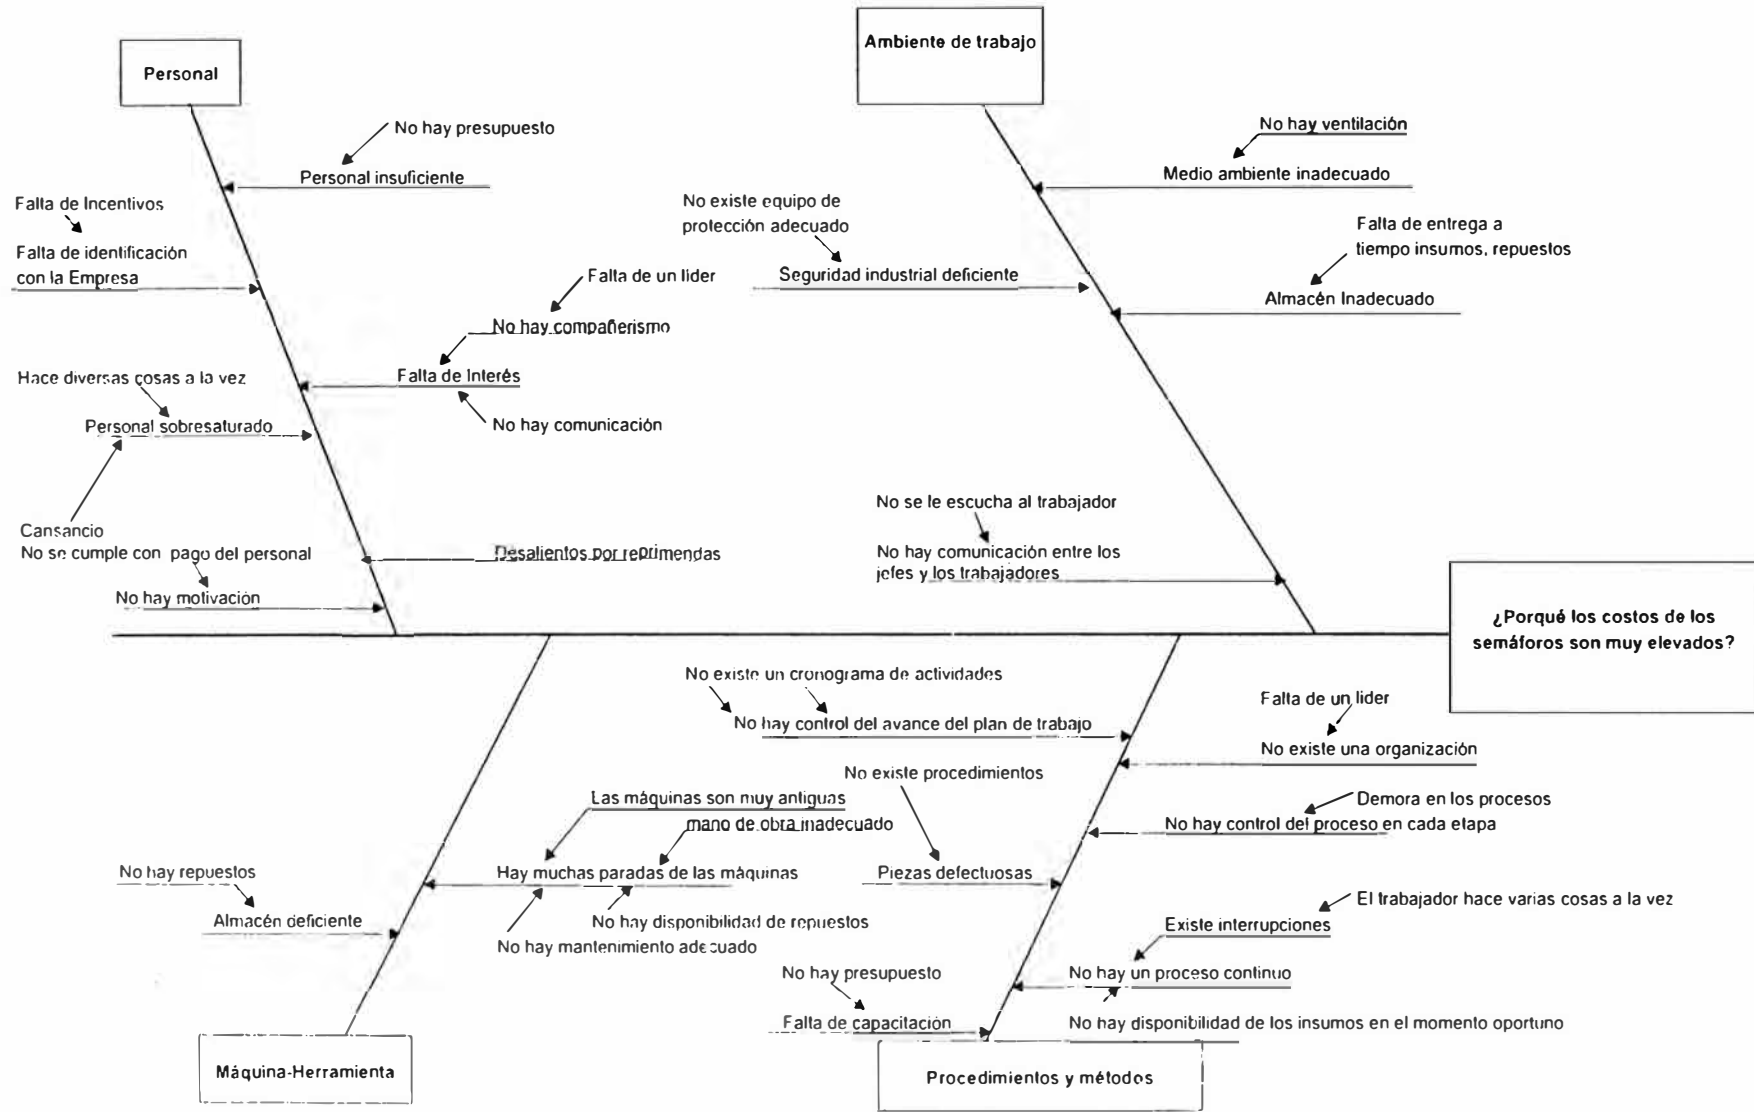 Personal
No hay presupuesto
Personal insuficiente
Falta de Incentivos
Falta de identificación
con la Empresa
Falta de un lider
No hay compañerismo
Falta de Interés
No hay comunicación
Hace diversas cosas a la vez
Personal sobresaturado
Cansancio
No se cumple con pago del personal
No hay motivación
Desalientos por reprimendas
Ambiente de trabajo
No hay ventilación
Medio ambiente inadecuado
No existe equipo de
protección adecuado
Seguridad industrial deficiente
Falta de entrega a
tiempo insumos, repuestos
Almacén Inadecuado
No se le escucha al trabajador
No hay comunicación entre los
jefes y los trabajadores
¿Porqué los costos de los
semáforos son muy elevados?
No existe un cronograma de actividades
No hay control del avance del plan de trabajo
Falta de un lider
No existe una organización
No existe procedimientos
Piezas defectuosas
Demora en los procesos
No hay control del proceso en cada etapa
El trabajador hace varias cosas a la vez
Existe interrupciones
No hay un proceso continuo
No hay disponibilidad de los insumos en el momento oportuno
No hay presupuesto
Falta de capacitación
Procedimientos y métodos
Las máquinas son muy antiguas
mano de obra inadecuado
Hay muchas paradas de las máquinas
No hay disponibilidad de repuestos
No hay mantenimiento adecuado
No hay repuestos
Almacén deficiente
Máquina-Herramienta